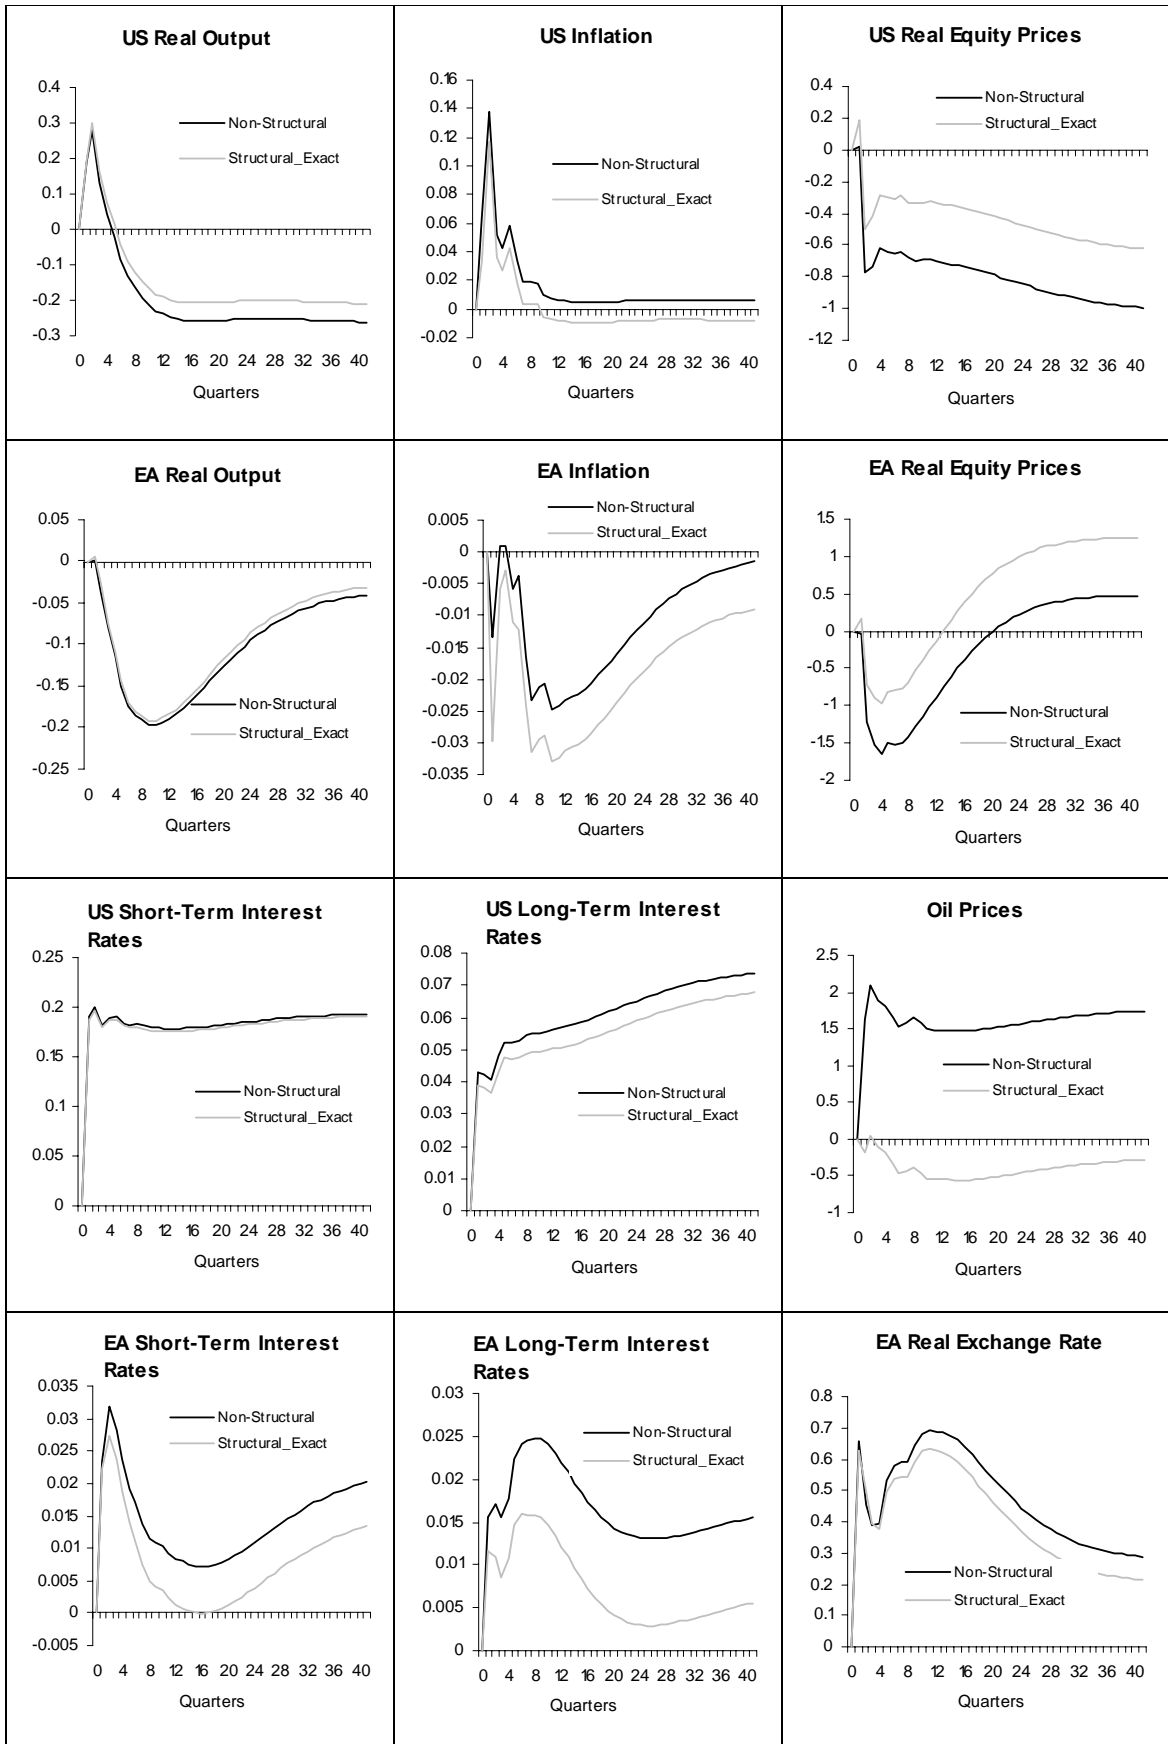 US Real Output
0.4
0.3
0.2
0.1
0
-0.1
-0.2
-0.3
Non-Structural
Structural_Exact
0 4 8 12 16 20 24 28 32 36 40
Quarters
US Inflation
0.16
0.14
0.12
0.1
0.08
0.06
0.04
0.02
0
-0.02
Non-Structural
Structural_Exact
0 4 8 12 16 20 24 28 32 36 40
Quarters
US Real Equity Prices
0.4
0.2
0
-0.2
-0.4
-0.6
-0.8
-1
-1.2
Non-Structural
Structural_Exact
0 4 8 12 16 20 24 28 32 36 40
Quarters
EA Real Output
0.05
0
-0.05
-0.1
-0.15
-0.2
-0.25
Non-Structural
Structural_Exact
0 4 8 12 16 20 24 28 32 36 40
Quarters
EA Inflation
0.005
0
-0.005
-0.01
-0.015
-0.02
-0.025
-0.03
-0.035
Non-Structural
Structural_Exact
0 4 8 12 16 20 24 28 32 36 40
Quarters
EA Real Equity Prices
1.5
1
0.5
0
-0.5
-1
-1.5
-2
Non-Structural
Structural_Exact
0 4 8 12 16 20 24 28 32 36 40
Quarters
US Short-Term Interest
Rates
0.25
0.2
0.15
0.1
0.05
0
Non-Structural
Structural_Exact
0 4 8 12 16 20 24 28 32 36 40
Quarters
US Long-Term Interest
Rates
0.08
0.07
0.06
0.05
0.04
0.03
0.02
0.01
0
Non-Structural
Structural_Exact
0 4 8 12 16 20 24 28 32 36 40
Quarters
Oil Prices
2.5
2
1.5
1
0.5
0
-0.5
-1
Non-Structural
Structural_Exact
0 4 8 12 16 20 24 28 32 36 40
Quarters
EA Short-Term Interest
Rates
0.035
0.03
0.025
0.02
0.015
0.01
0.005
0
-0.005
Non-Structural
Structural_Exact
0 4 8 12 16 20 24 28 32 36 40
Quarters
EA Long-Term Interest
Rates
0.03
0.025
0.02
0.015
0.01
0.005
0
Non-Structural
Structural_Exact
0 4 8 12 16 20 24 28 32 36 40
Quarters
EA Real Exchange Rate
0.8
0.7
0.6
0.5
0.4
0.3
0.2
0.1
0
Non-Structural
Structural_Exact
0 4 8 12 16 20 24 28 32 36 40
Quarters